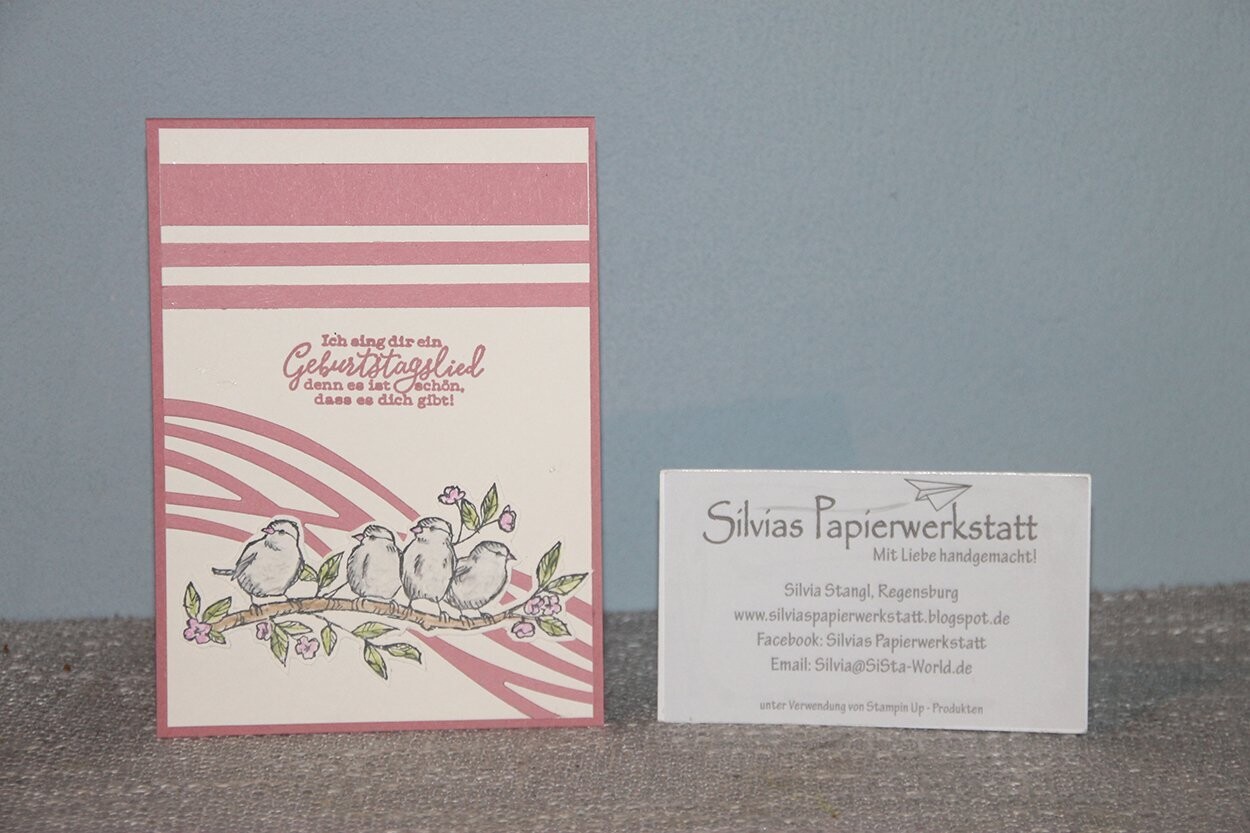 Ich sing dir ein
Geburtstagslied
denn es ist schön,
dass es dich gibt!
Silvias Papierwerkstatt
Mit Liebe handgemacht!
Silvia Stangl, Regensburg
www.silviaspapierwerkstatt.blogspot.de
Facebook: Silvias Papierwerkstatt
Email: Silvia@SiSta-World.de
unter Verwendung von Stampin Up - Produkten